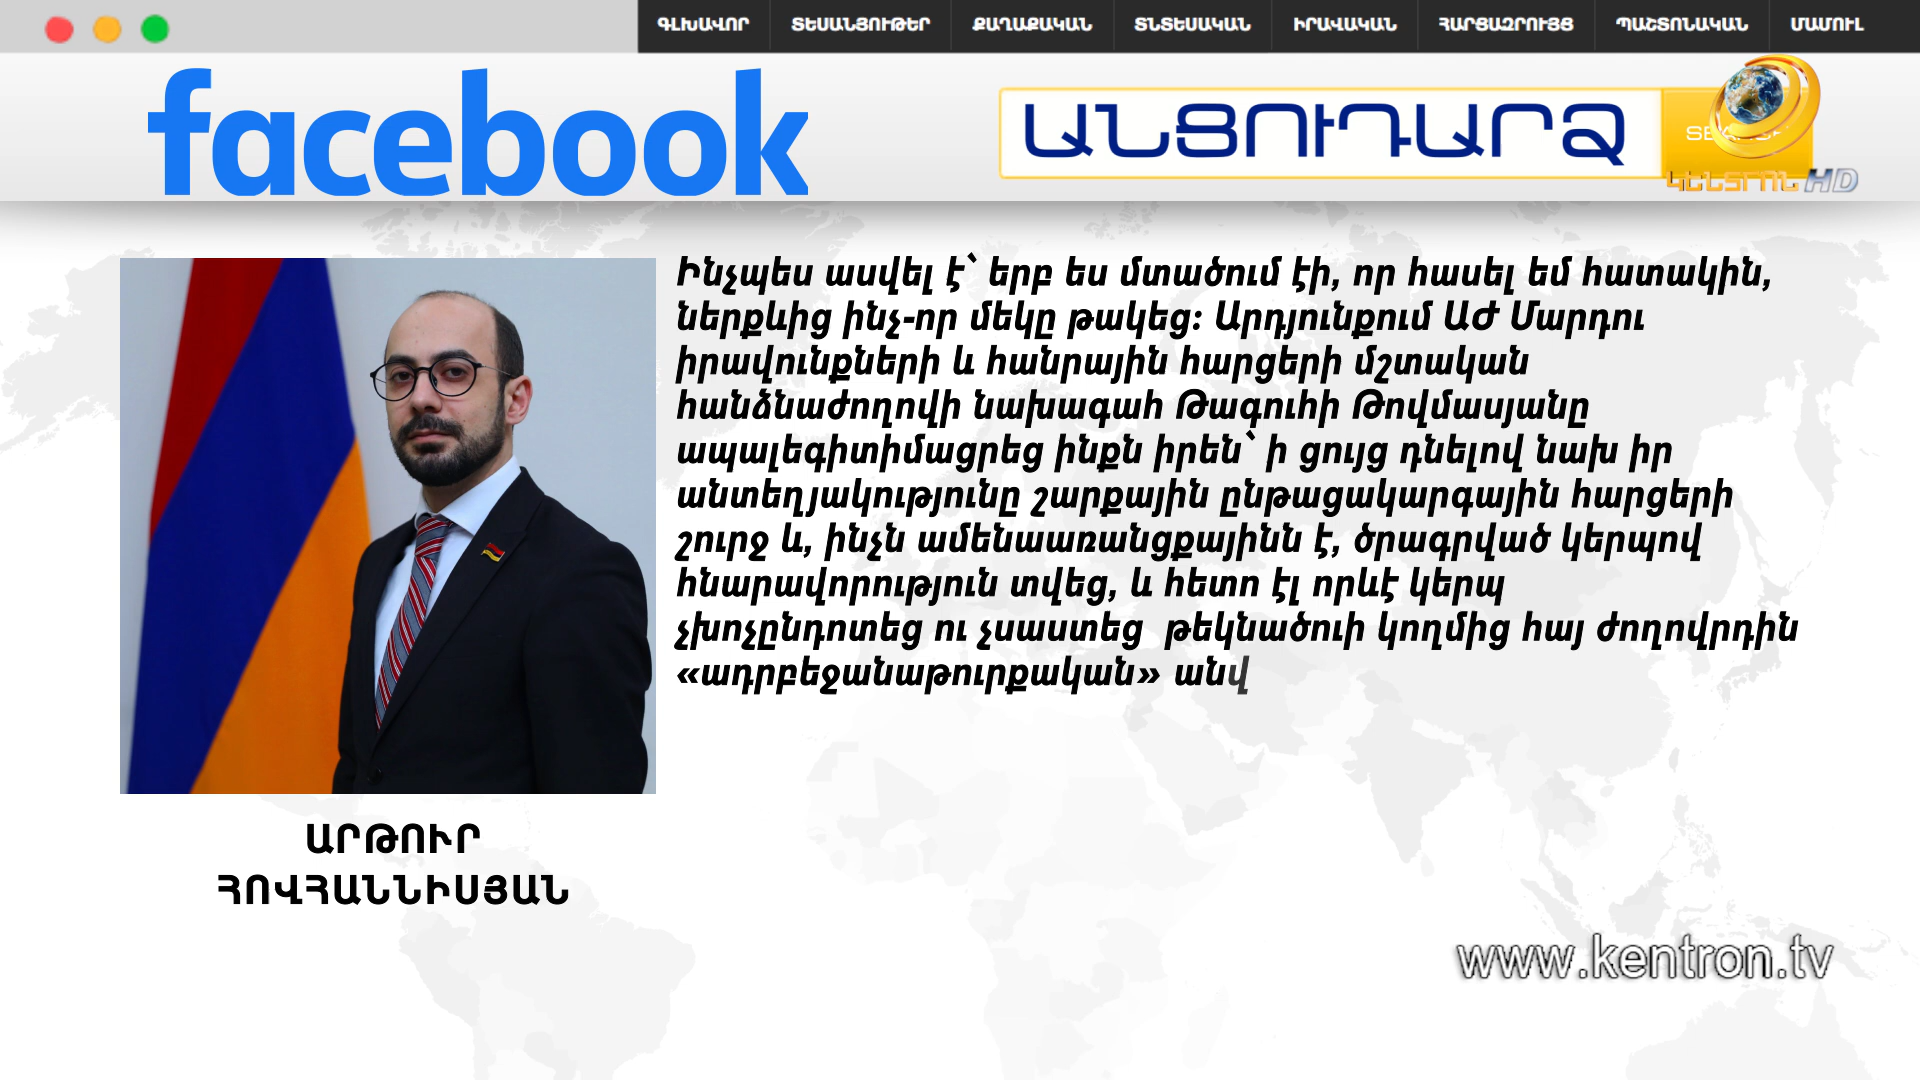 ԳԼԽԱՎՈՐ ՏԵՍԱՆՅՈՒԹԵՐ ՔԱՂԱՔԱԿԱՆ ՏՆՏԵՍԱԿԱՆ ԻՐԱՎԱԿԱՆ ՀԱՐՑԱԶՐՈՒՅՑ ՊԱՇՏՈՆԱԿԱՆ ՄԱՄՈՒԼ
facebook
ԱՆՑՈՒԴԱՐՁ
ԿԵՆՏՐՈՆ HD
Ինչպես ասվել է՝ երբ ես մտածում էի, որ հասել եմ հատակին,
ներքևից ինչ-որ մեկը թակեց։ Արդյունքում ԱԺ Մարդու
իրավունքների և հանրային հարցերի մշտական
հանձնաժողովի նախագահ Թագուհի Թովմասյանը
ապալեգիտիմացրեց ինքն իրեն՝ ի ցույց դնելով նախ իր
անտեղյակությունը շարքային ընթացակարգային հարցերի
շուրջ և, ինչն ամենաառանցքայինն է, ծրագրված կերպով
հնարավորություն տվեց, և հետո էլ որևէ կերպ
չխոչընդոտեց ու չսաստեց թեկնածուի կողմից հայ ժողովրդին
«ադրբեջանաթուրքական» անվ
ԱՐԹՈՒՐ
ՀՈՎՀԱՆՆԻՍՅԱՆ
www.kentron.tv